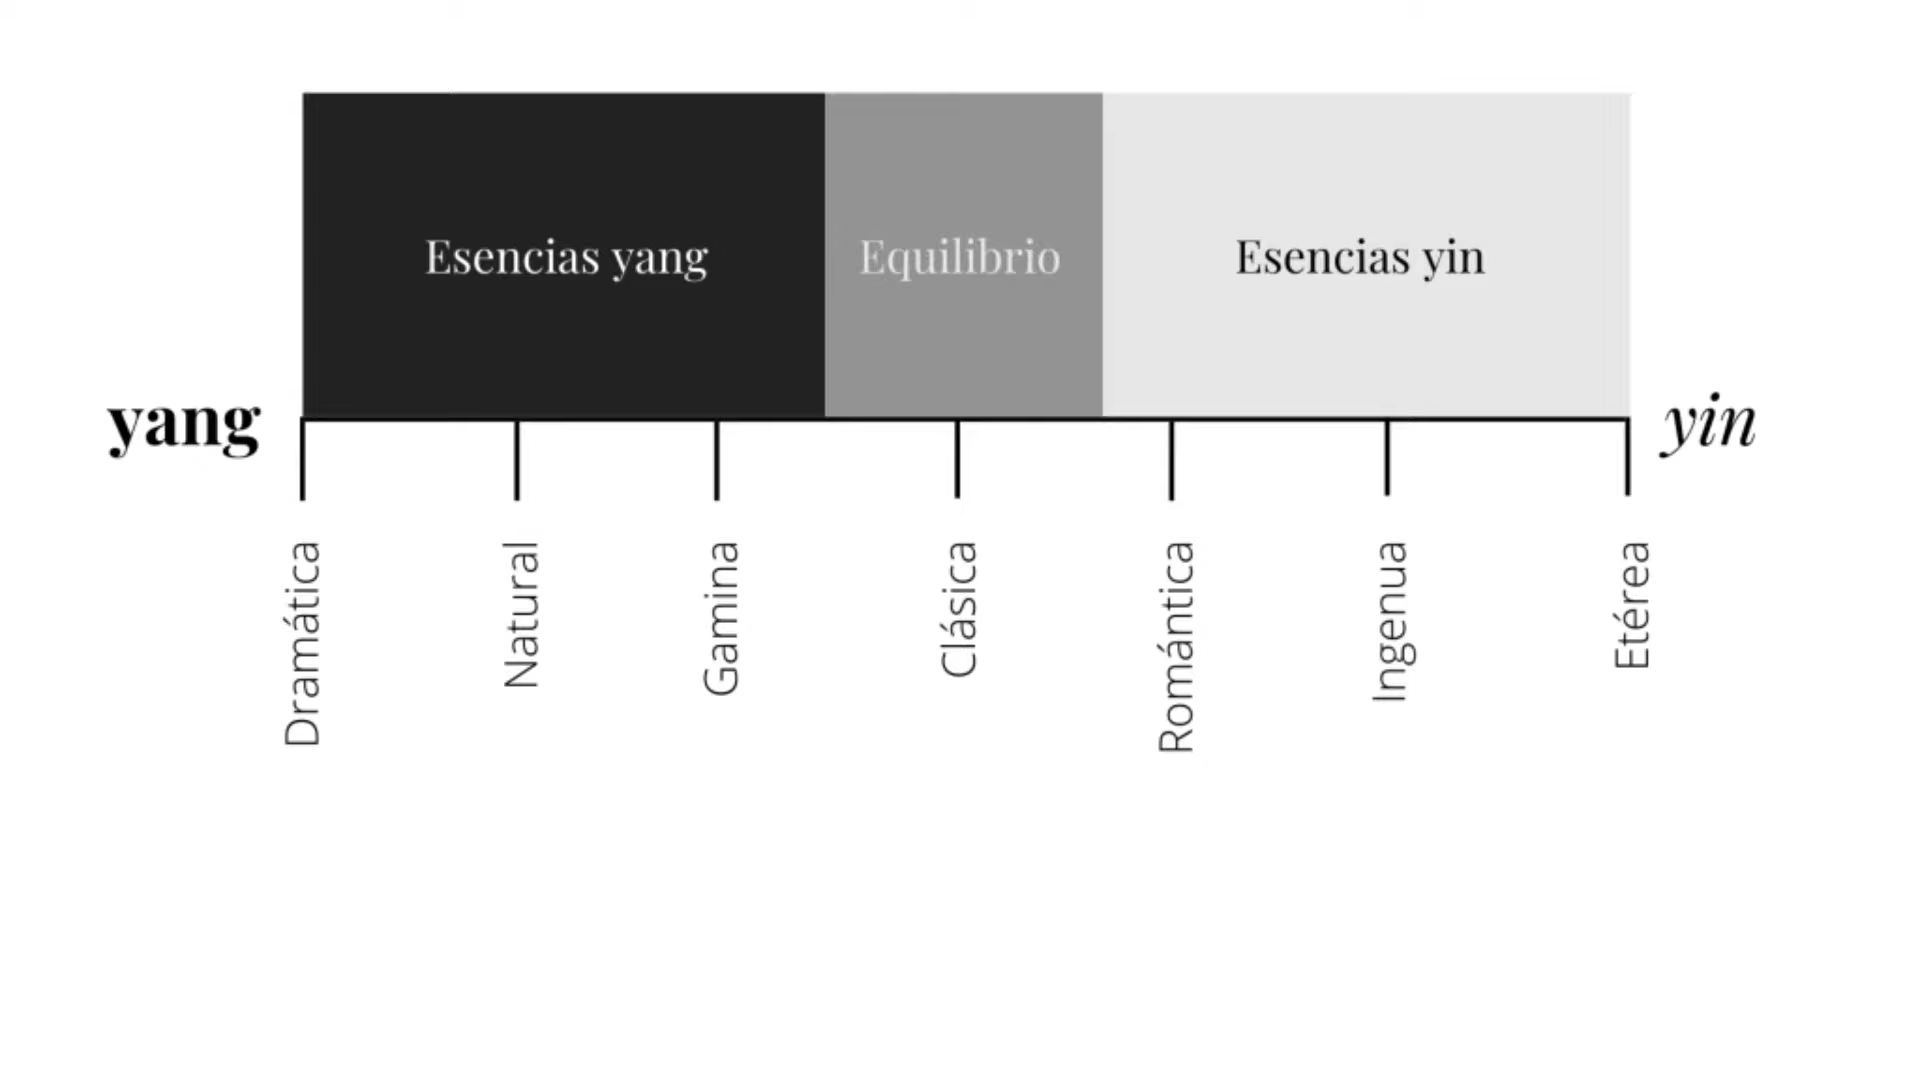 Esencias yang
Equilibrio
Esencias yin
yang
yin
Dramática
Natural
Gamina
Clásica
Romántica
Ingenua
Etérea